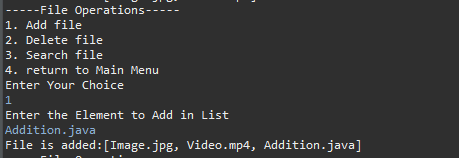 -----File Operations-----
1. Add file
2. Delete file
3. Search file
4. return to Main Menu
Enter Your Choice
1
Enter the Element to Add in List
Addition.java
File is added:[Image.jpg, Video.mp4, Addition.java]